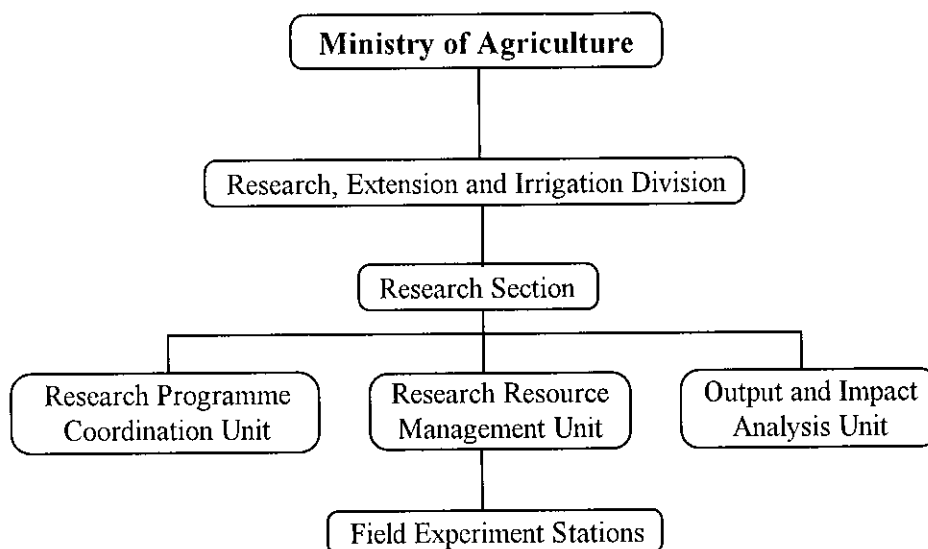 Ministry of Agriculture
Research, Extension and Irrigation Division
Research Section
Research Programme
Coordination Unit
Research Resource
Management Unit
Output and Impact
Analysis Unit
Field Experiment Stations